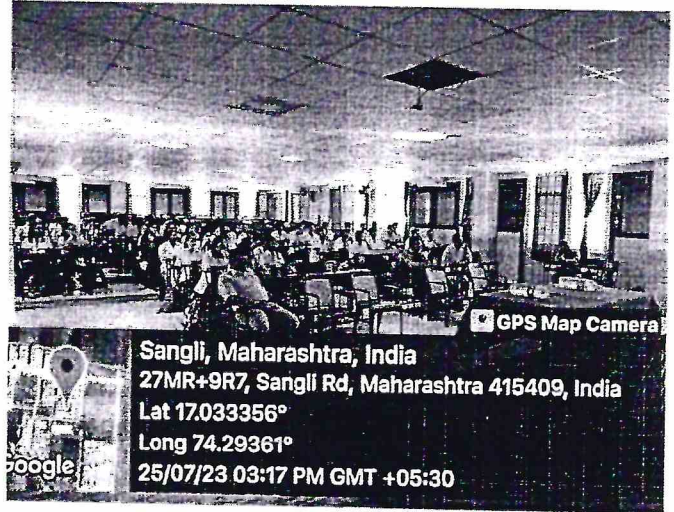 GPS Map Camera
Sangli, Maharashtra, India
27MR+9R7, Sangli Rd, Maharashtra 415409, India
Lat 17.033356°
Long 74.29361°
25/07/23 03:17 PM GMT +05:30
Google